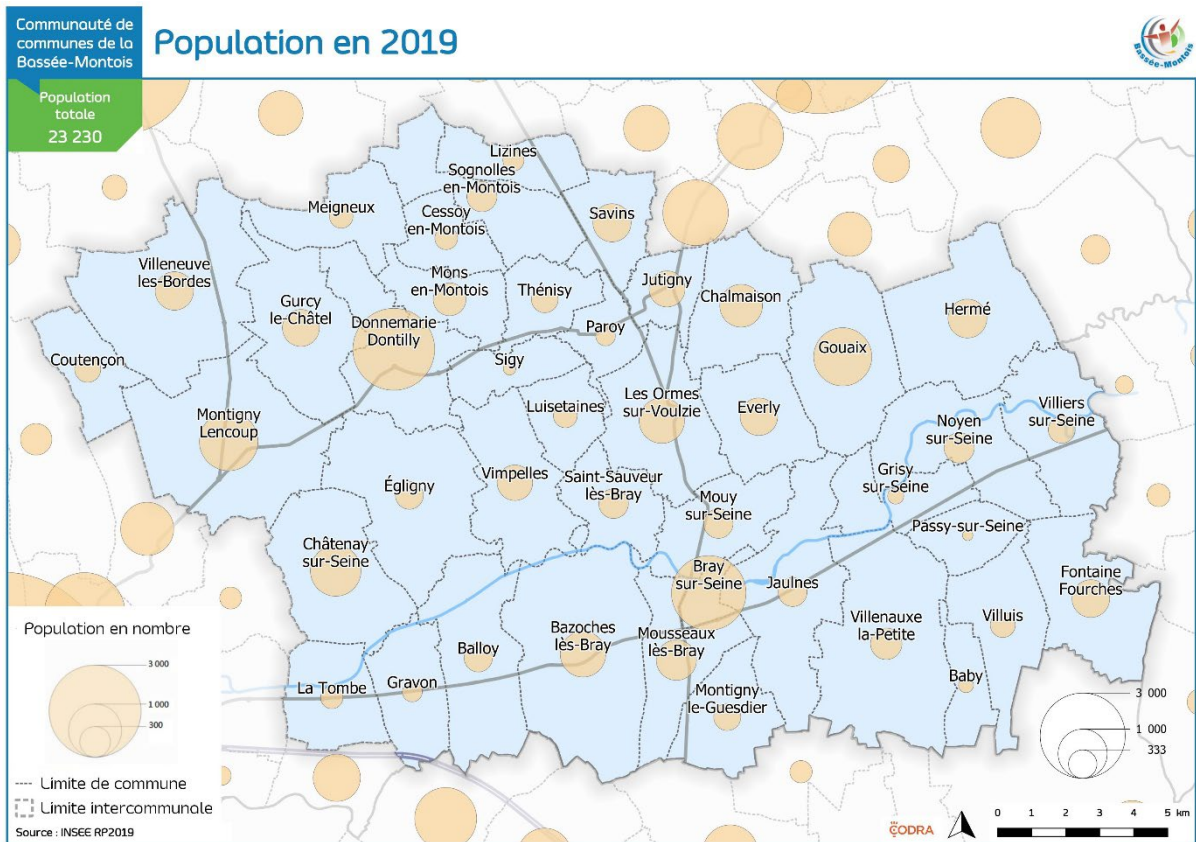 Communauté de
communes de la
Bassée-Montois
Population en 2019
Bassée-Montois
Population
totale
23 230
Lizines
Sognolles
en-Montois
Meigneux
Cessoy
en-Montois
Savins
Villeneuve
les-Bordes
Mons
en-Montois
Thénisy
Jutigny
Chalmaison
Gurcy
le-Châtel
Donnemarie
Dontilly
Paroy
Hermé
Gouaix
Coutençon
Sigy
Luisetaines
Les Ormes
sur-Voulzie
Everly
Villiers
sur-Seine
Montigny
Lencoup
Noyen
sur-Seine
Égligny
Vimpelles
Saint-Sauveur
lès-Bray
Grisy
sur-Seine
Mouy
sur-Seine
Passy-sur-Seine
Châtenay
sur-Seine
Bray
sur-Seine
Jaulnes
Fontaine
Fourches
Villenauxe
la-Petite
Villuis
Bazoches
lès-Bray
Mousseaux
lès-Bray
Balloy
La Tombe
Gravon
Montigny
le-Guesdier
Baby
Population en nombre
3 000
1 000
300
3 000
1 000
333
Limite de commune
Limite intercommunale
Source : INSEE RP2019
CODRA
0 1 2 3 4 5 km